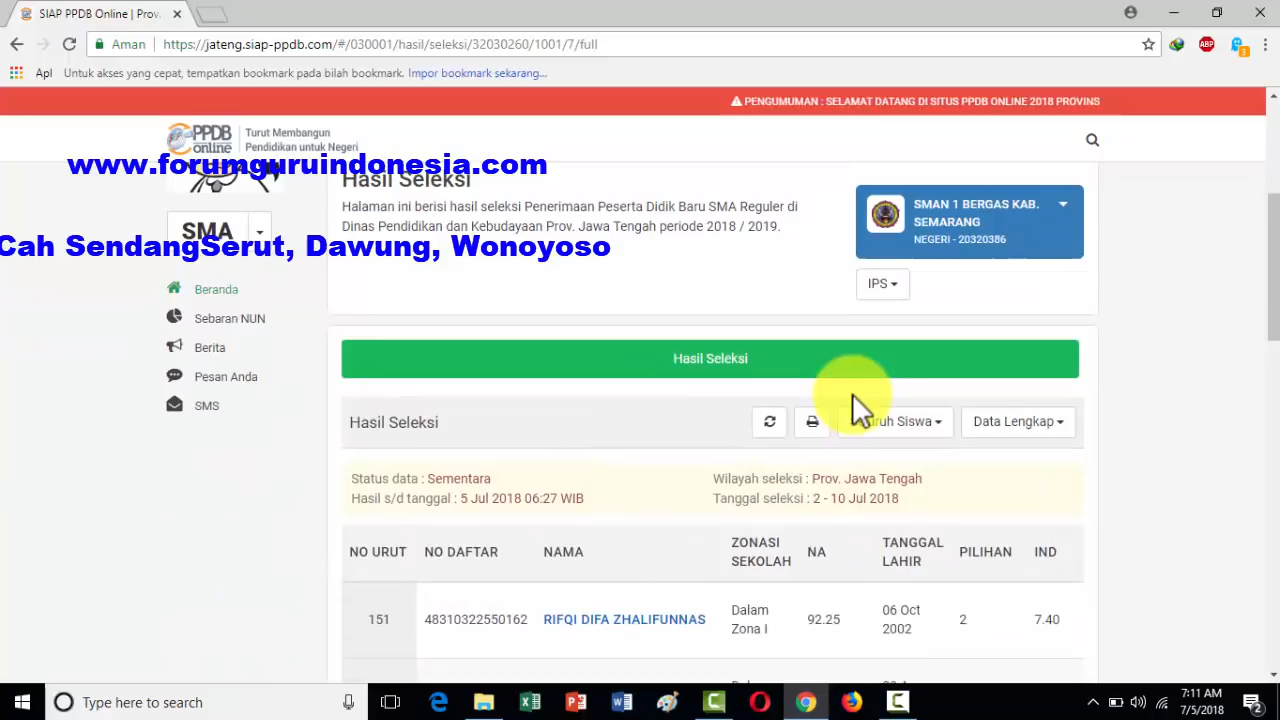 SIAP PPDB Online | Prov.
Aman
https://jateng.siap-ppdb.com/#/030001/hasil/seleksi/32030260/1001/7/full
ABP
Apl
Untuk akses yang cepat, tempatkan bookmark pada bilah bookmark. Impor bookmark sekarang...
PENGUMUMAN : SELAMAT DATANG DI SITUS PPDB ONLINE 2018 PROVINS
PPDB
online
Turut Membangun
Pendidikan untuk Negeri
www.forumguruindonesia.com
Cah SendangSerut, Dawung, Wonoyoso
SMA
Beranda
Sebaran NUN
Berita
Pesan Anda
SMS
Hasil Seleksi
Halaman ini berisi hasil seleksi Penerimaan Peserta Didik Baru SMA Reguler di
Dinas Pendidikan dan Kebudayaan Prov. Jawa Tengah periode 2018 / 2019.
SMAN 1 BERGAS KAB.
SEMARANG
NEGERI - 20320386
IPS
Hasil Seleksi
Hasil Seleksi
Siswa
Data Lengkap
Status data : Sementara
Hasil s/d tanggal : 5 Jul 2018 06:27 WIB
Wilayah seleksi : Prov. Jawa Tengah
Tanggal seleksi : 2 - 10 Jul 2018
NO URUT NO DAFTAR NAMA ZONASI SEKOLAH NA TANGGAL LAHIR PILIHAN IND
151 48310322550162 RIFQI DIFA ZHALIFUNNAS Dalam Zona I 92.25 06 Oct 2002 2 7.40
Type here to search
7:11 AM
7/5/2018